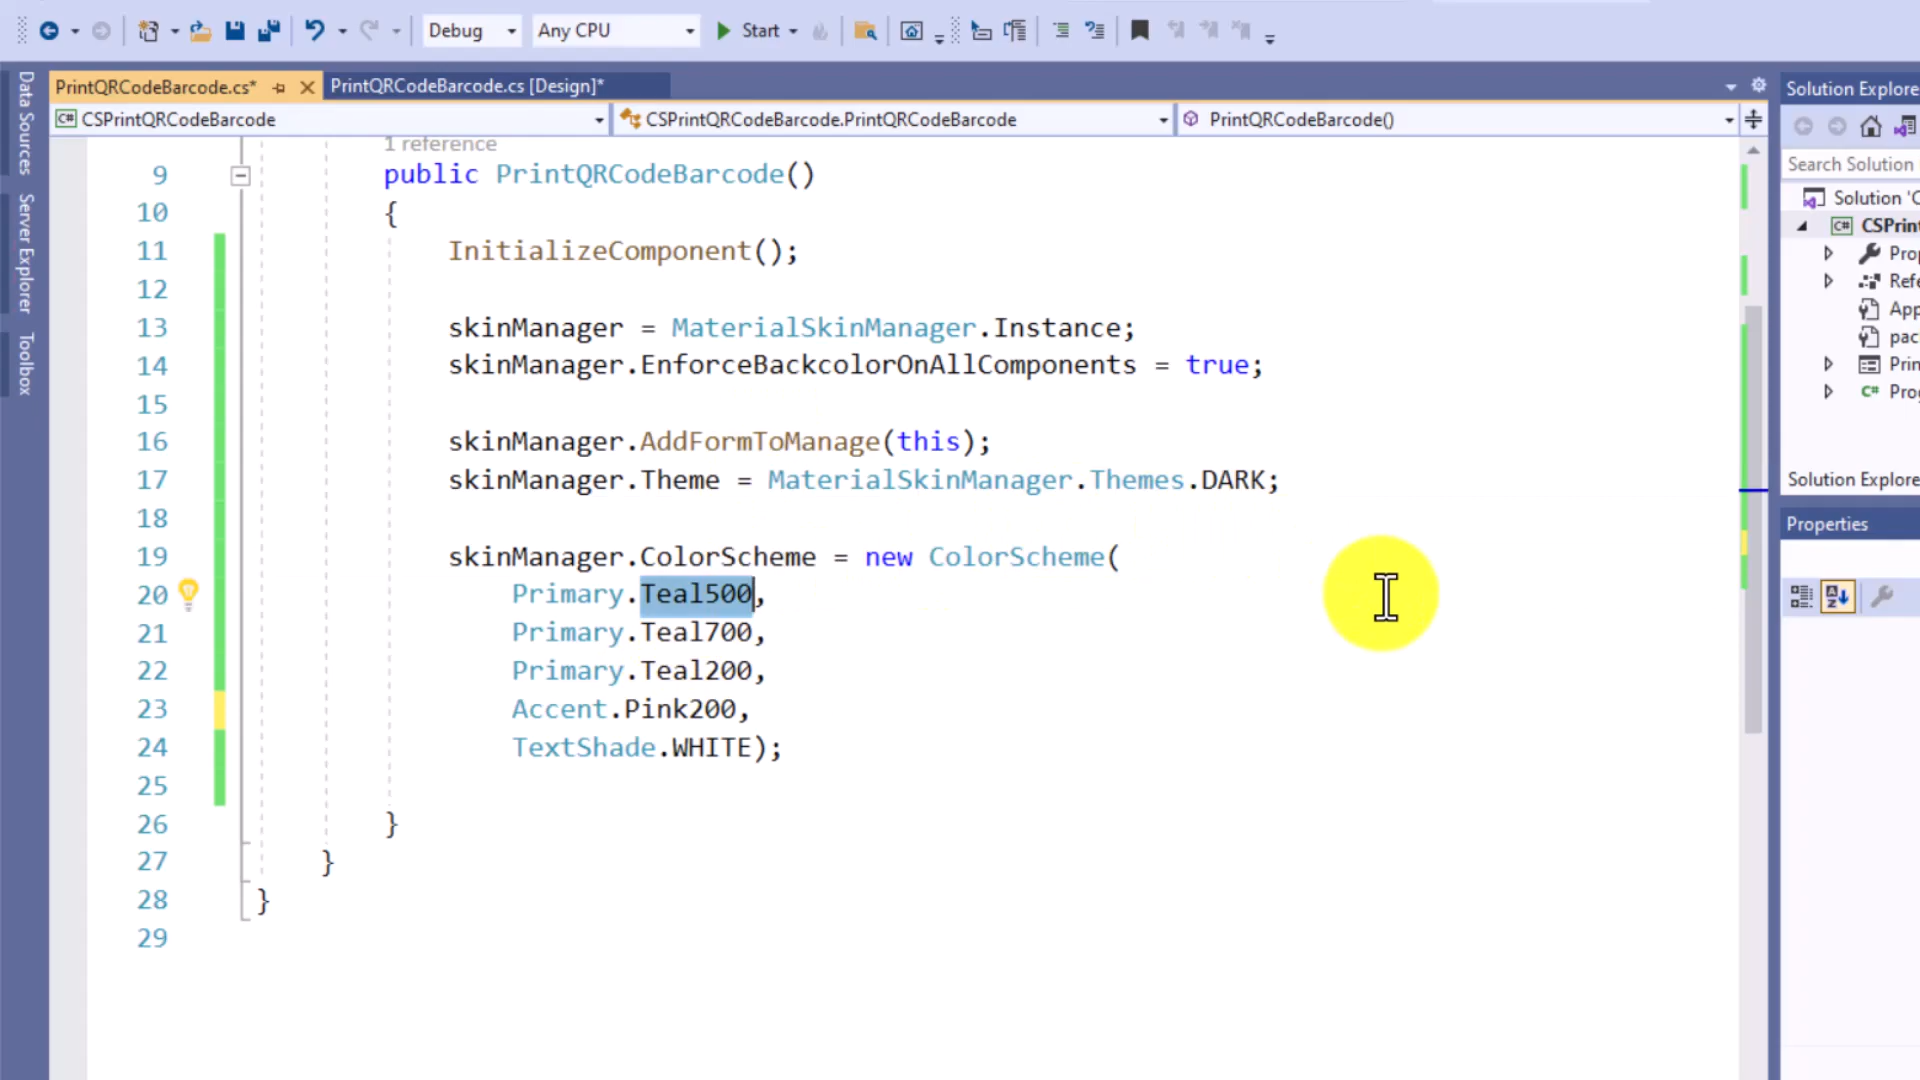 Debug Any CPU Start
PrintQRCodeBarcode.cs* PrintQRCodeBarcode.cs [Design]*
C# CSPrintQRCodeBarcode CSPrintQRCodeBarcode.PrintQRCodeBarcode PrintQRCodeBarcode()
Data Sources
Server Explorer
Toolbox
1 reference
9 public PrintQRCodeBarcode()
10 {
11 InitializeComponent();
12
13 skinManager = MaterialSkinManager.Instance;
14 skinManager.EnforceBackcolorOnAllComponents = true;
15
16 skinManager.AddFormToManage(this);
17 skinManager.Theme = MaterialSkinManager.Themes.DARK;
18
19 skinManager.ColorScheme = new ColorScheme(
20 Primary.Teal500,
21 Primary.Teal700,
22 Primary.Teal200,
23 Accent.Pink200,
24 TextShade.WHITE);
25
26 }
27 }
28 }
29
Solution Explore
Search Solution
Solution 'C
C# CSPrint
Prop
Refe
App
pac
Prin
C# Prog
Solution Explore
Properties